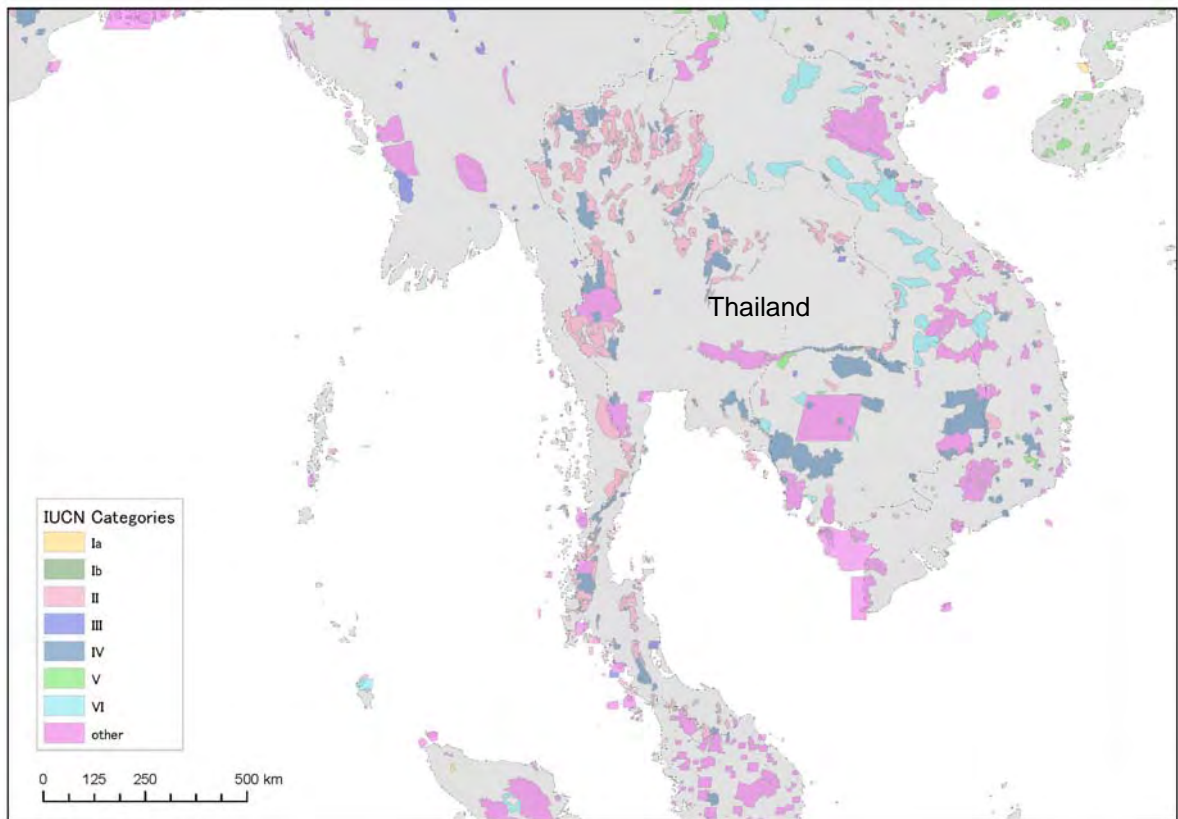 Thailand
IUCN Categories
Ia
Ib
II
III
IV
V
VI
other
0 125 250 500 km